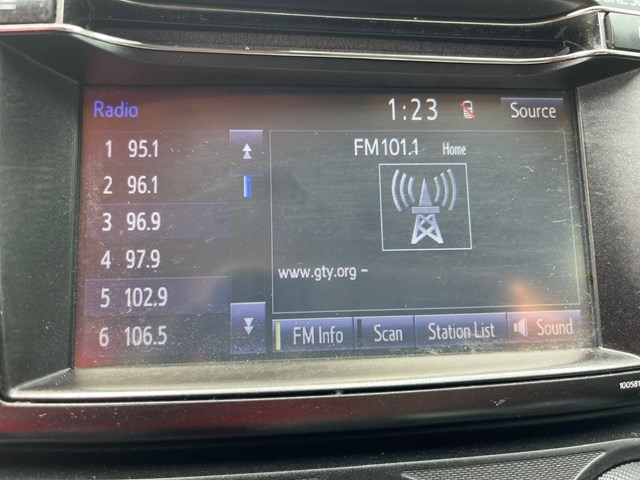 Radio 1:23 Source
FM101.1 Home
1 95.1
2 96.1
3 96.9
4 97.9
5 102.9
6 106.5
www.gty.org -
FM Info Scan Station List Sound
100581